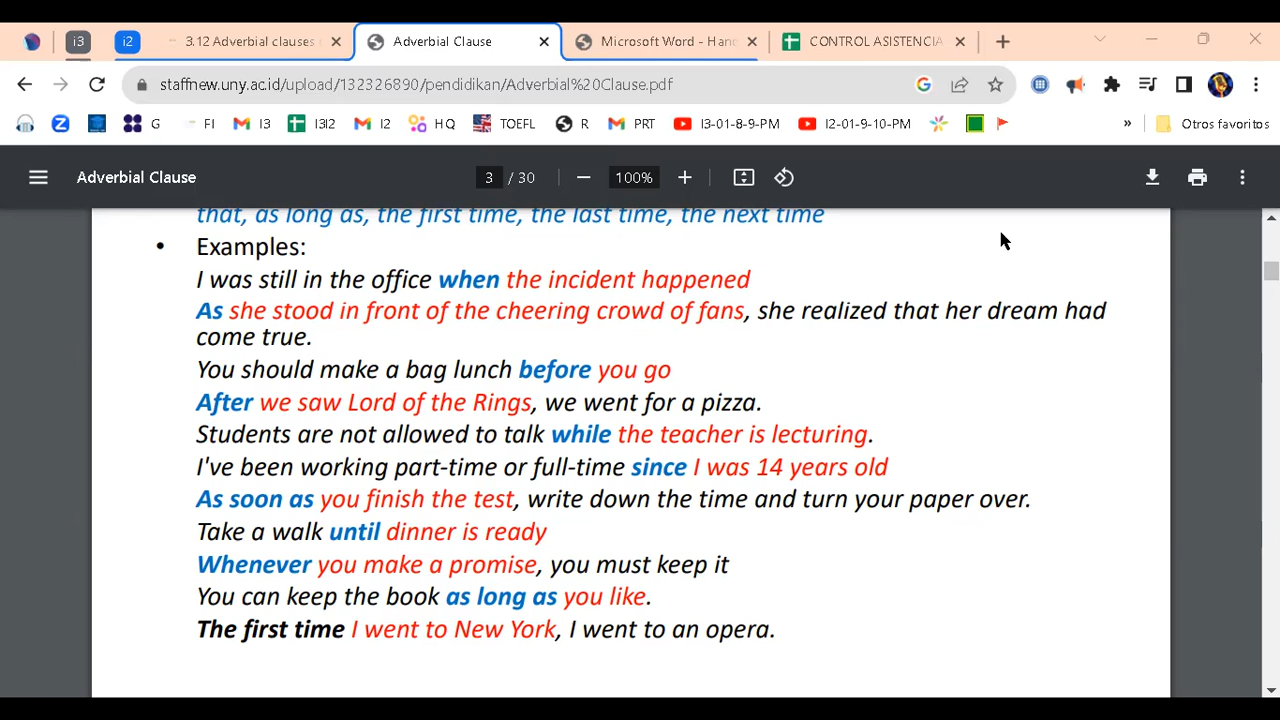 i3
i2
3.12 Adverbial clauses
Adverbial Clause
Microsoft Word - Hand
CONTROL ASISTENCIA
staffnew.uny.ac.id/upload/132326890/pendidikan/Adverbial%20Clause.pdf
G FI I3 I3I2 I2 HQ TOEFL R PRT I3-01-8-9-PM I2-01-9-10-PM » Otros favoritos
Adverbial Clause 3 / 30 100%
that, as long as, the first time, the last time, the next time
• Examples:
I was still in the office when the incident happened
As she stood in front of the cheering crowd of fans, she realized that her dream had
come true.
You should make a bag lunch before you go
After we saw Lord of the Rings, we went for a pizza.
Students are not allowed to talk while the teacher is lecturing.
I've been working part-time or full-time since I was 14 years old
As soon as you finish the test, write down the time and turn your paper over.
Take a walk until dinner is ready
Whenever you make a promise, you must keep it
You can keep the book as long as you like.
The first time I went to New York, I went to an opera.